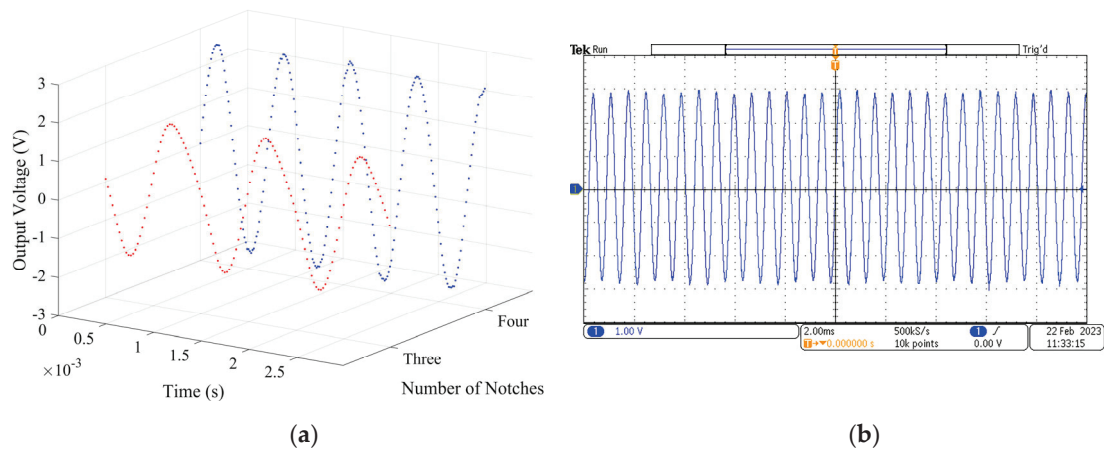 3
2
1
0
-1
-2
-3
Output Voltage (V)
0
0.5
1
1.5
2
2.5
×10⁻³
Time (s)
Three
Four
Number of Notches
(a)
Tek Run
Trig'd
T
1
1 1.00 V
2.00ms 500kS/s 1 0.00 V
T→▼0.000000 s 10k points
22 Feb 2023
11:33:15
(b)